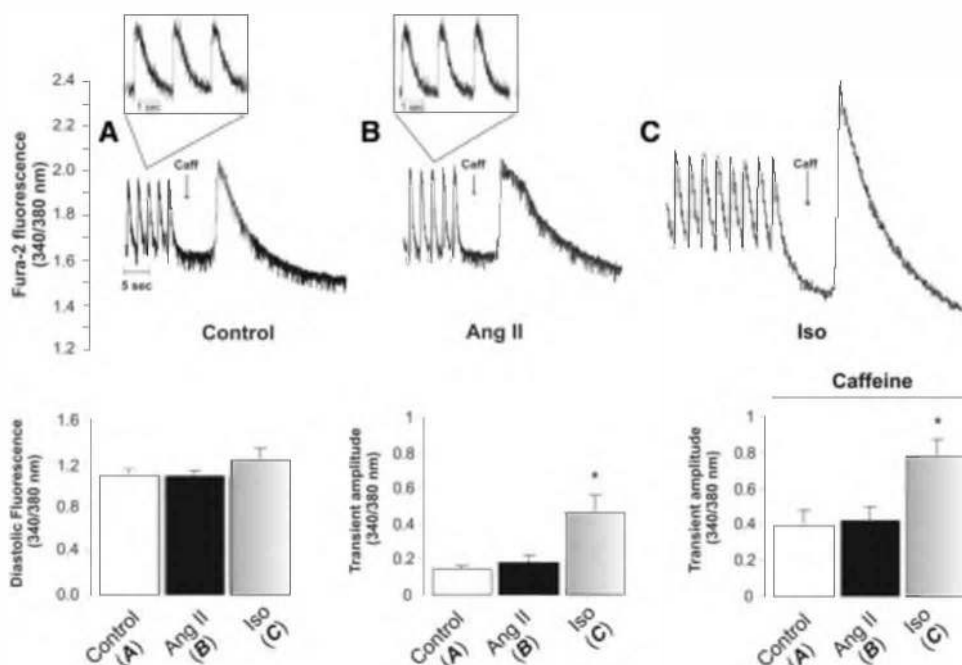 1 sec
1 sec
A
B
C
Fura-2 fluorescence
(340/380 nm)
2.4
2.2
2.0
1.8
1.6
1.4
1.2
Caff
Caff
Caff
5 sec
Control
Ang II
Iso
Diastolic Fluorescence
(340/380 nm)
1.6
1.2
0.8
0.4
0.0
Control
(A)
Ang II
(B)
Iso
(C)
Transient amplitude
(340/380 nm)
1
0.8
0.6
0.4
0.2
0
*
Control
(A)
Ang II
(B)
Iso
(C)
Caffeine
Transient amplitude
(340/380 nm)
1
0.8
0.6
0.4
0.2
0
*
Control
(A)
Ang II
(B)
Iso
(C)